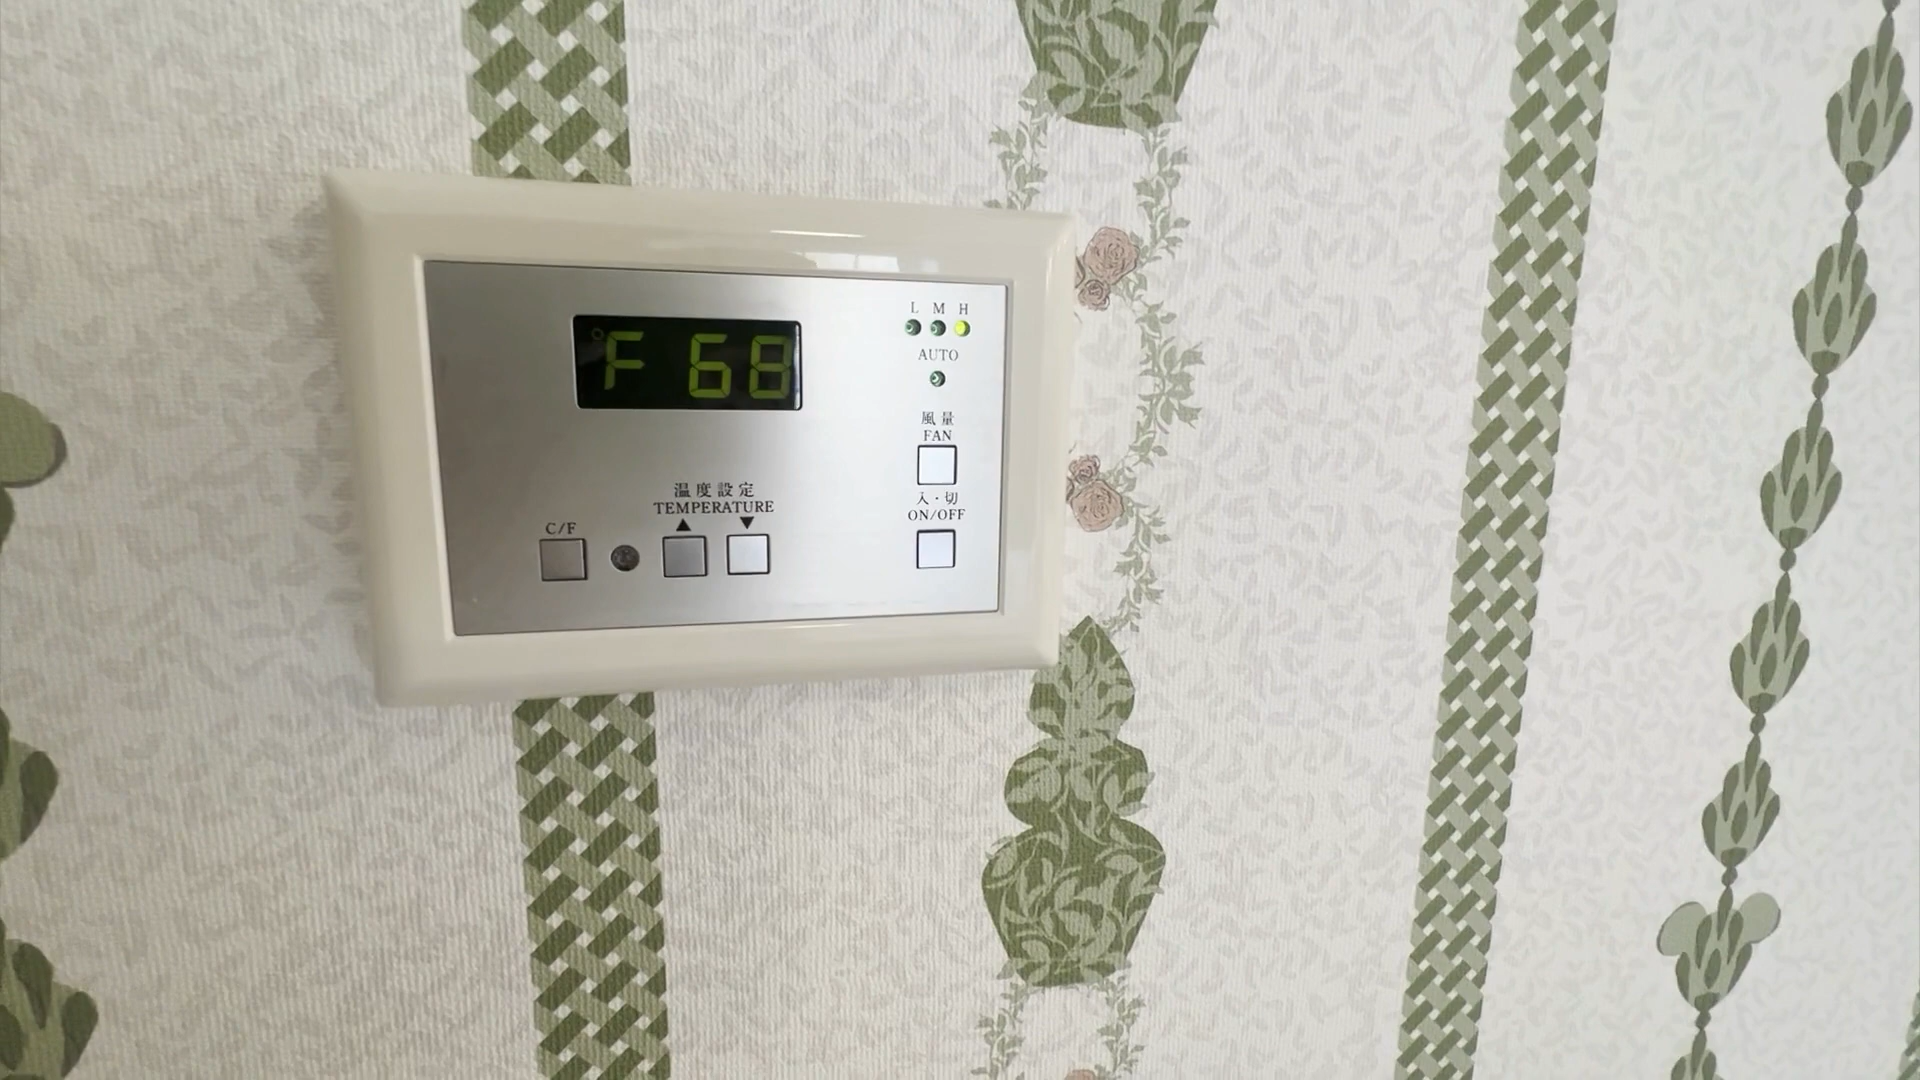 °F 68
L M H
AUTO
風量
FAN
入・切
ON/OFF
温度設定
TEMPERATURE
▲ ▼
C/F